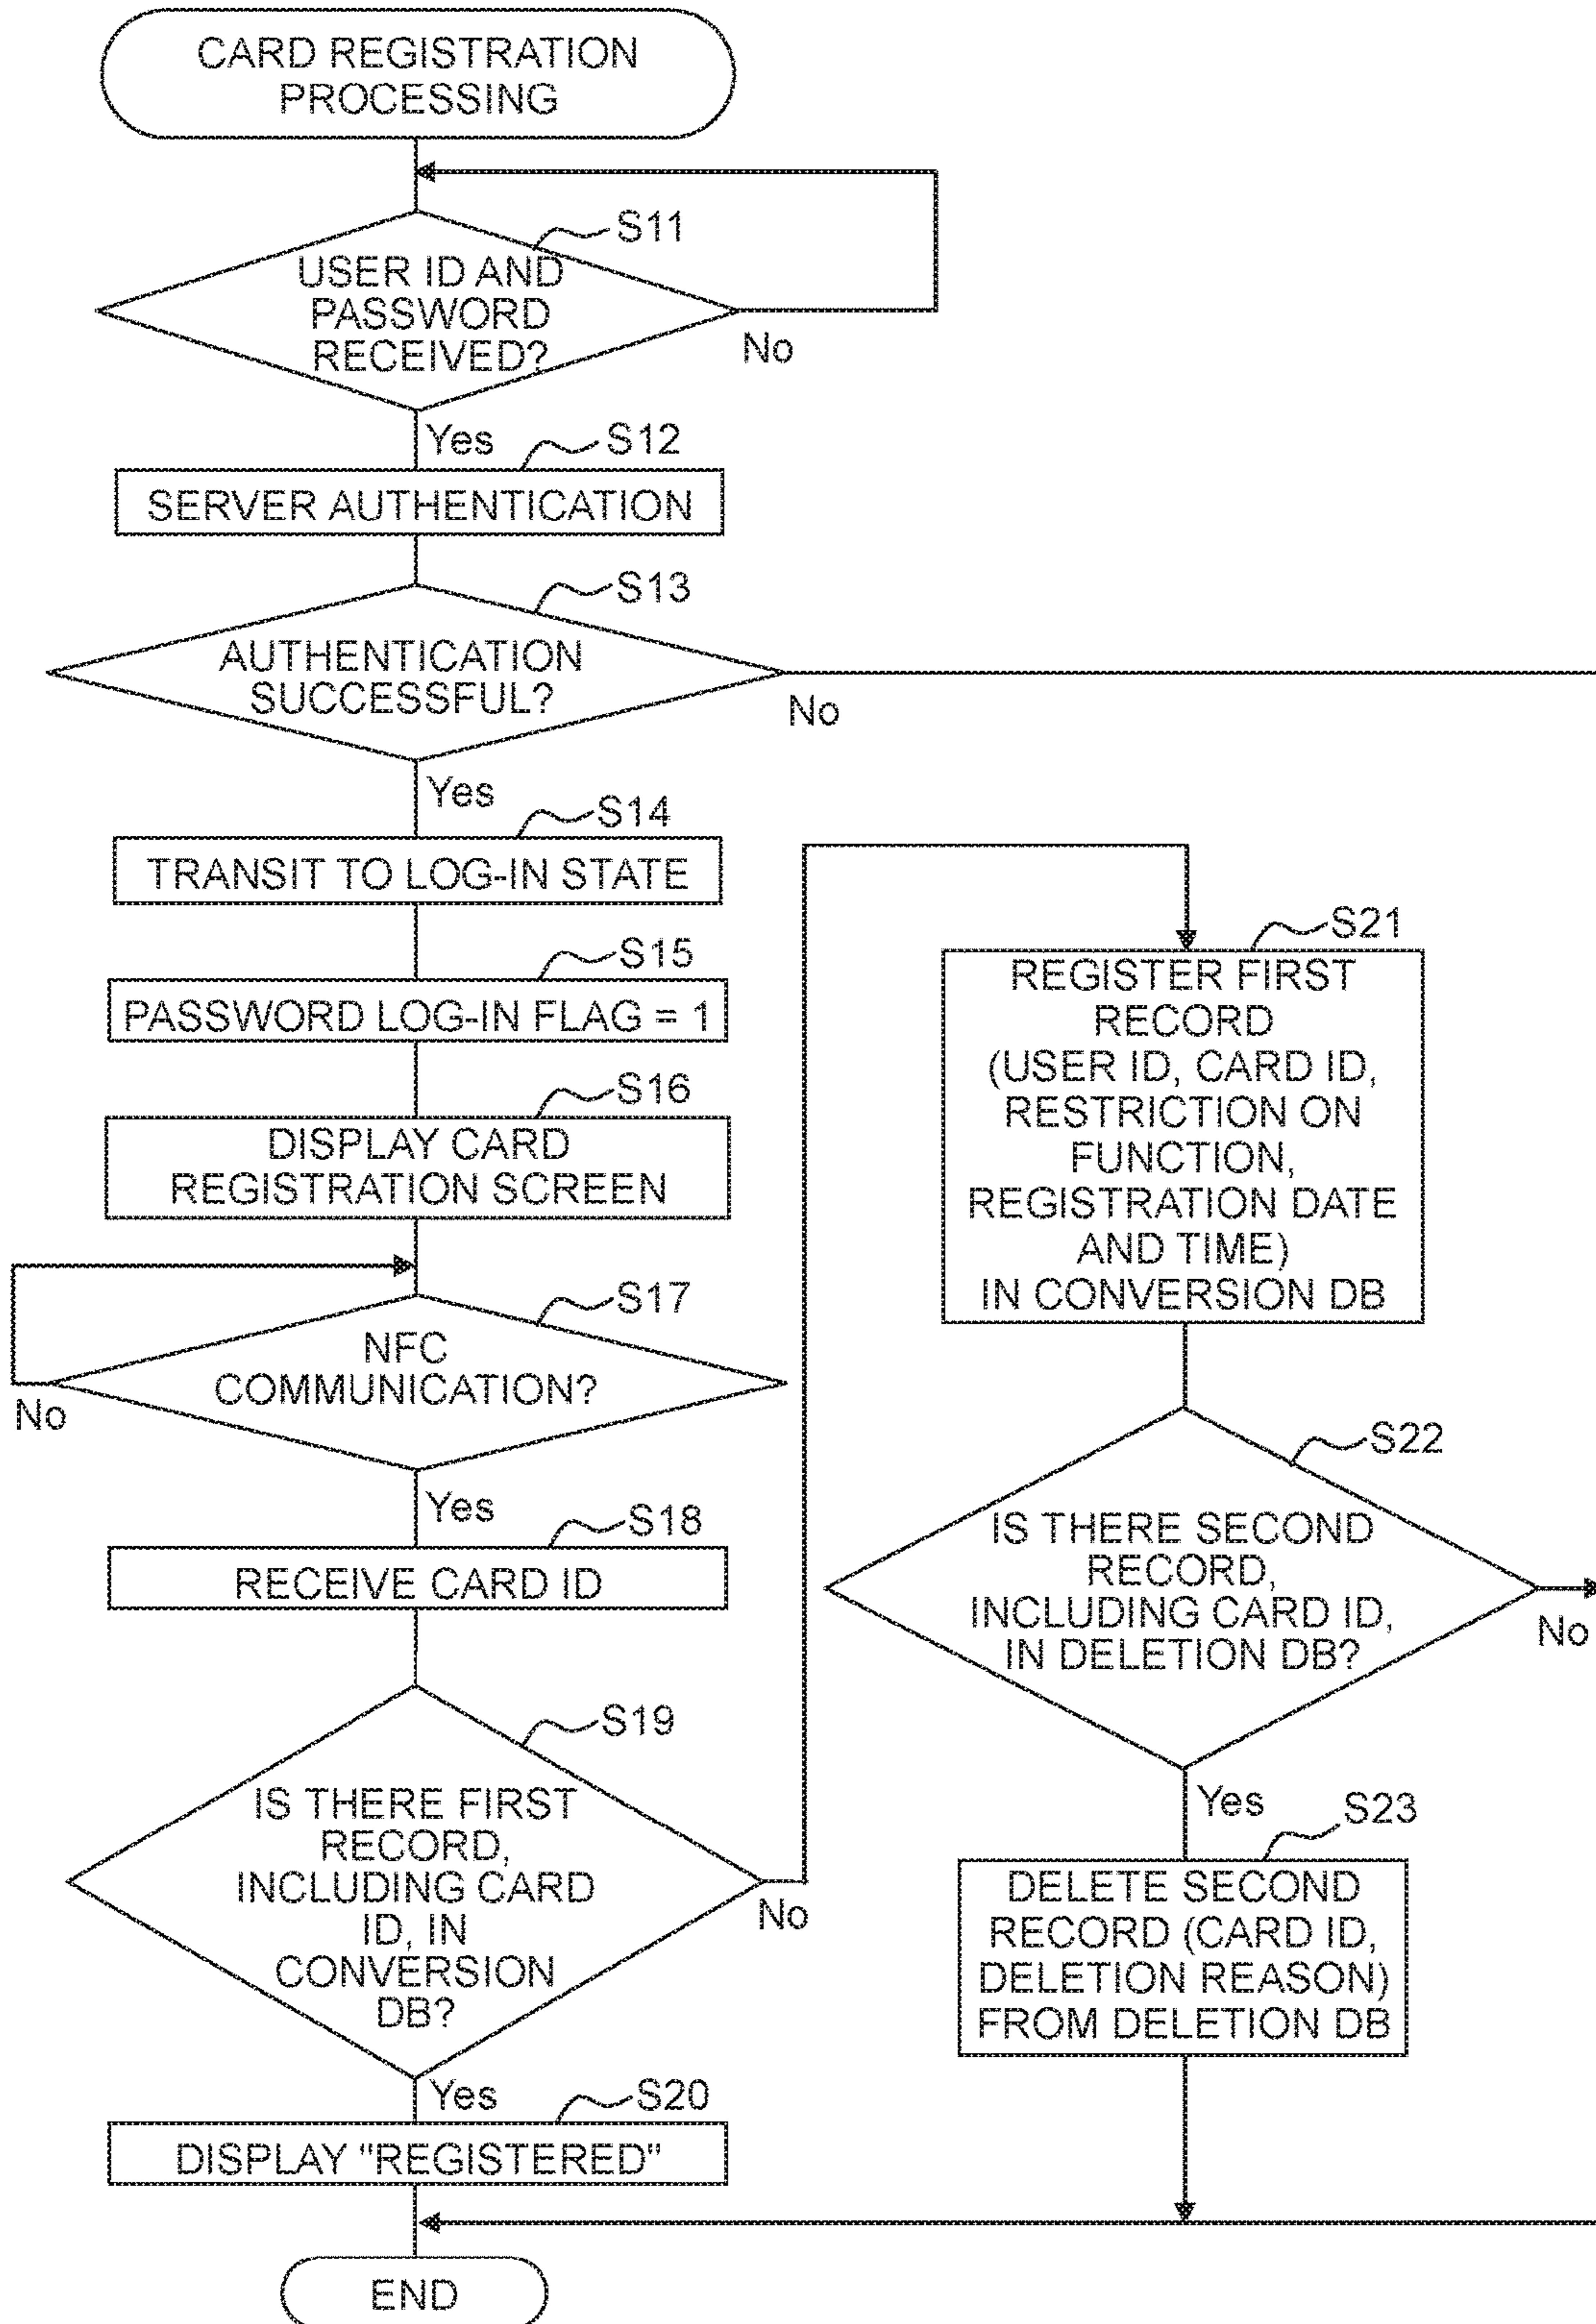 CARD REGISTRATION
PROCESSING
S11
USER ID AND
PASSWORD
RECEIVED?
No
Yes
S12
SERVER AUTHENTICATION
S13
AUTHENTICATION
SUCCESSFUL?
No
Yes
S14
TRANSIT TO LOG-IN STATE
S15
PASSWORD LOG-IN FLAG = 1
S16
DISPLAY CARD
REGISTRATION SCREEN
S17
NFC
COMMUNICATION?
No
Yes
S18
RECEIVE CARD ID
S19
IS THERE FIRST
RECORD,
INCLUDING CARD
ID, IN
CONVERSION
DB?
No
Yes
S20
DISPLAY "REGISTERED"
END
S21
REGISTER FIRST
RECORD
(USER ID, CARD ID,
RESTRICTION ON
FUNCTION,
REGISTRATION DATE
AND TIME)
IN CONVERSION DB
S22
IS THERE SECOND
RECORD,
INCLUDING CARD ID,
IN DELETION DB?
No
Yes
S23
DELETE SECOND
RECORD (CARD ID,
DELETION REASON)
FROM DELETION DB